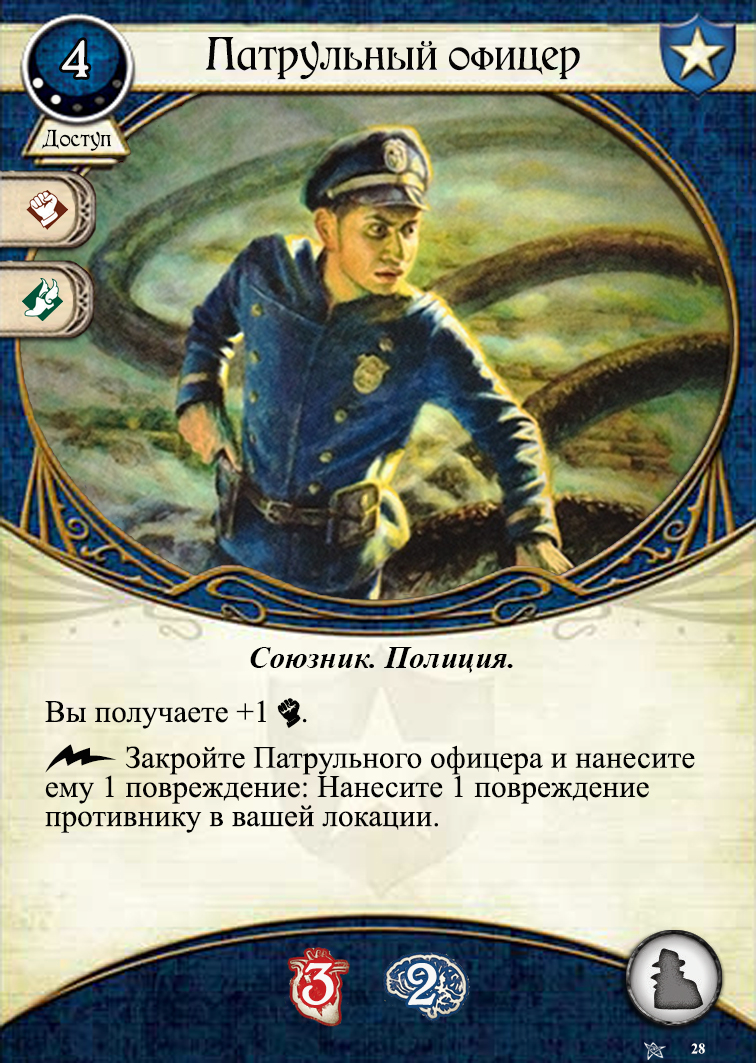 4
Патрульный офицер
Доступ
Союзник. Полиция.
Вы получаете +1 .
Закройте Патрульного офицера и нанесите
ему 1 повреждение: Нанесите 1 повреждение
противнику в вашей локации.
3
2
28